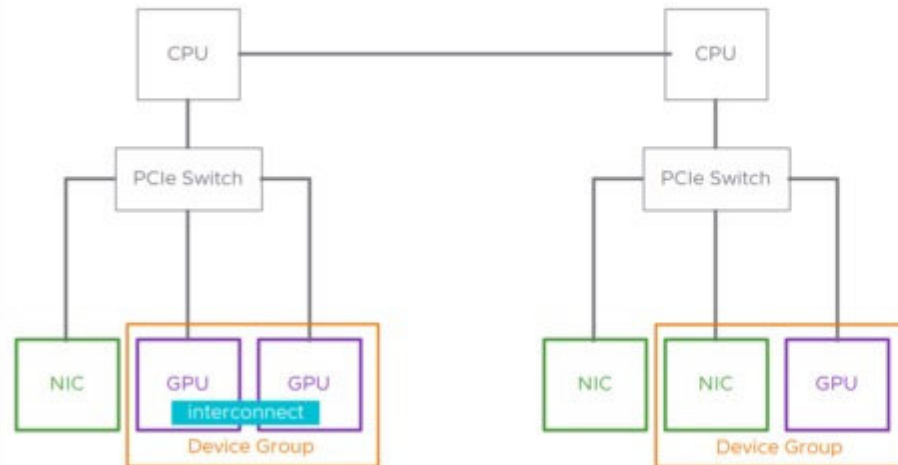 CPU
CPU
PCIe Switch
PCIe Switch
NIC
GPU
GPU
NIC
NIC
GPU
interconnect
Device Group
Device Group